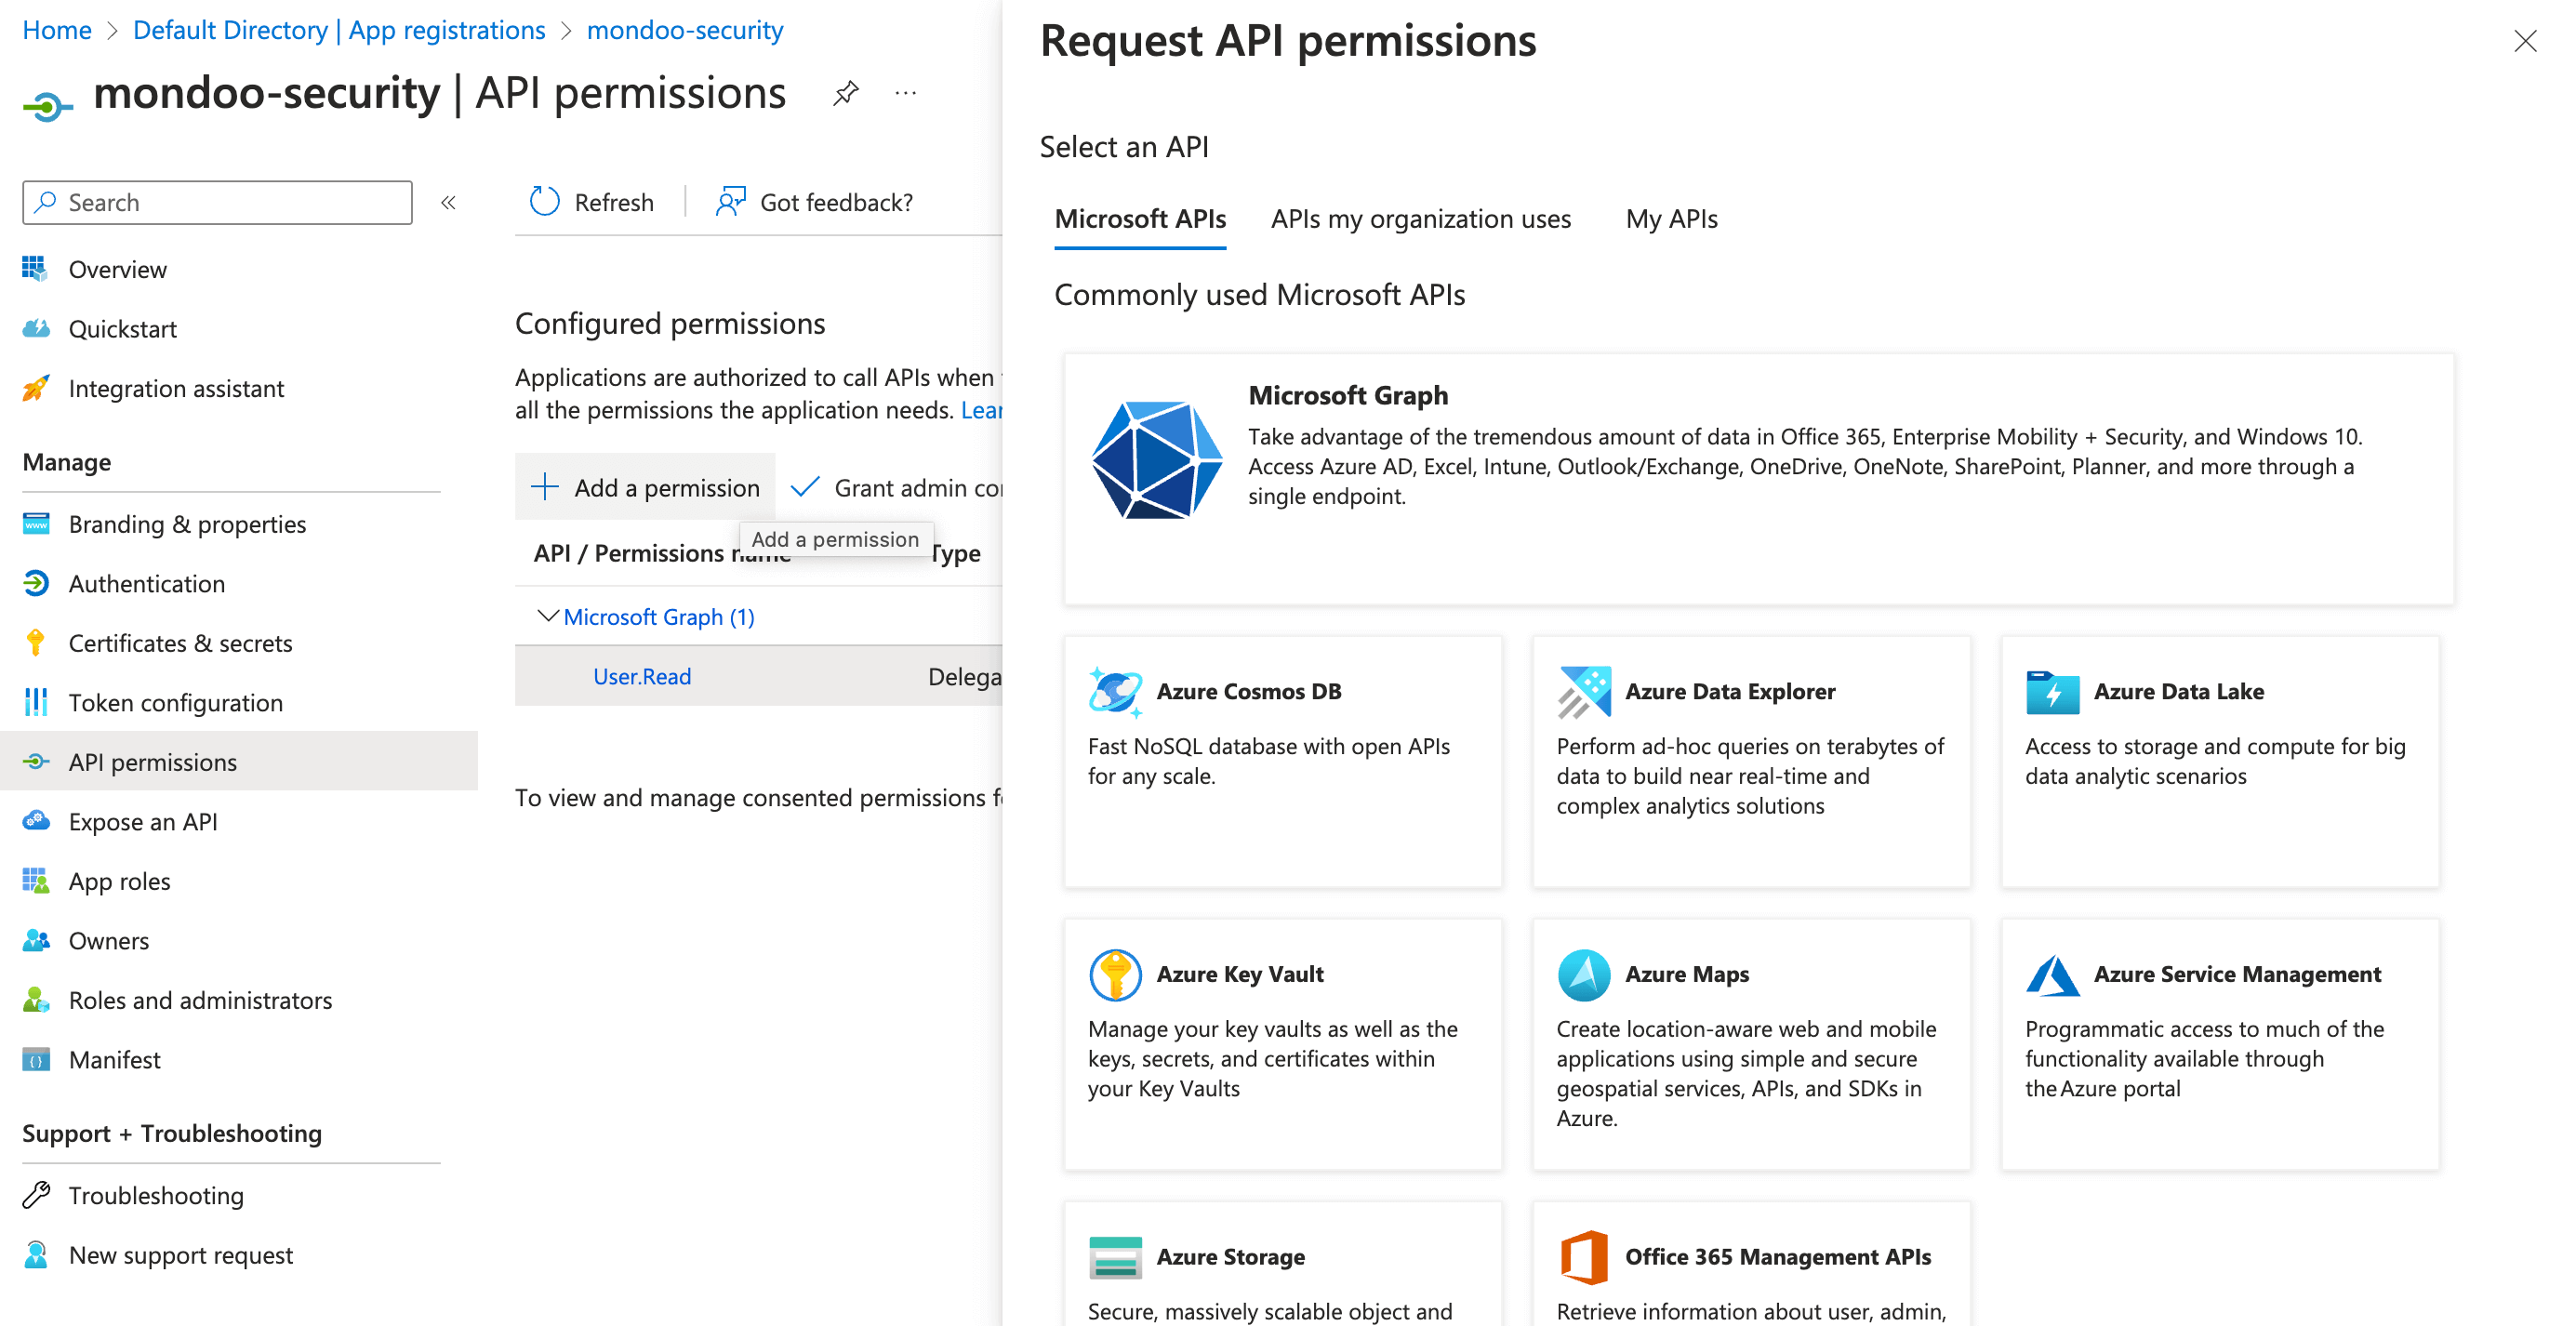 Home > Default Directory | App registrations > mondoo-security
mondoo-security | API permissions
Search
Overview
Quickstart
Integration assistant
Manage
Branding & properties
Authentication
Certificates & secrets
Token configuration
API permissions
Expose an API
App roles
Owners
Roles and administrators
Manifest
Support + Troubleshooting
Troubleshooting
New support request
Refresh
Got feedback?
Configured permissions
Applications are authorized to call APIs when
all the permissions the application needs. Lear
Add a permission
Grant admin con
Add a permission
API / Permissions name Type
Microsoft Graph (1)
User.Read Delega
To view and manage consented permissions fo
Request API permissions
Select an API
Microsoft APIs APIs my organization uses My APIs
Commonly used Microsoft APIs
Microsoft Graph
Take advantage of the tremendous amount of data in Office 365, Enterprise Mobility + Security, and Windows 10.
Access Azure AD, Excel, Intune, Outlook/Exchange, OneDrive, OneNote, SharePoint, Planner, and more through a
single endpoint.
Azure Cosmos DB
Fast NoSQL database with open APIs
for any scale.
Azure Data Explorer
Perform ad-hoc queries on terabytes of
data to build near real-time and
complex analytics solutions
Azure Data Lake
Access to storage and compute for big
data analytic scenarios
Azure Key Vault
Manage your key vaults as well as the
keys, secrets, and certificates within
your Key Vaults
Azure Maps
Create location-aware web and mobile
applications using simple and secure
geospatial services, APIs, and SDKs in
Azure.
Azure Service Management
Programmatic access to much of the
functionality available through
the Azure portal
Azure Storage
Secure, massively scalable object and
Office 365 Management APIs
Retrieve information about user, admin,